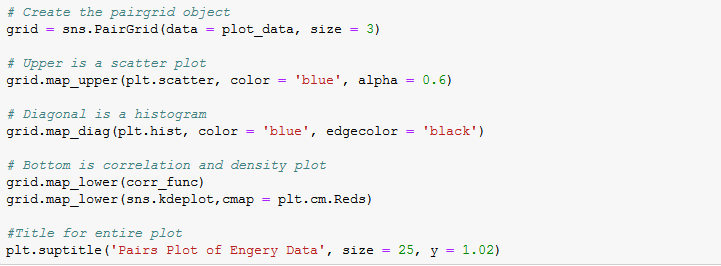 # Create the pairgrid object
grid = sns.PairGrid(data = plot_data, size = 3)
# Upper is a scatter plot
grid.map_upper(plt.scatter, color = 'blue', alpha = 0.6)
# Diagonal is a histogram
grid.map_diag(plt.hist, color = 'blue', edgecolor = 'black')
# Bottom is correlation and density plot
grid.map_lower(corr_func)
grid.map_lower(sns.kdeplot,cmap = plt.cm.Reds)
#Title for entire plot
plt.suptitle('Pairs Plot of Engery Data', size = 25, y = 1.02)